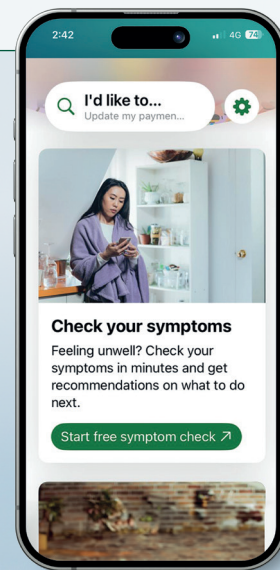 2:42
4G 74
I'd like to...
Update my paymen...
Check your symptoms
Feeling unwell? Check your
symptoms in minutes and get
recommendations on what to do
next.
Start free symptom check ↗